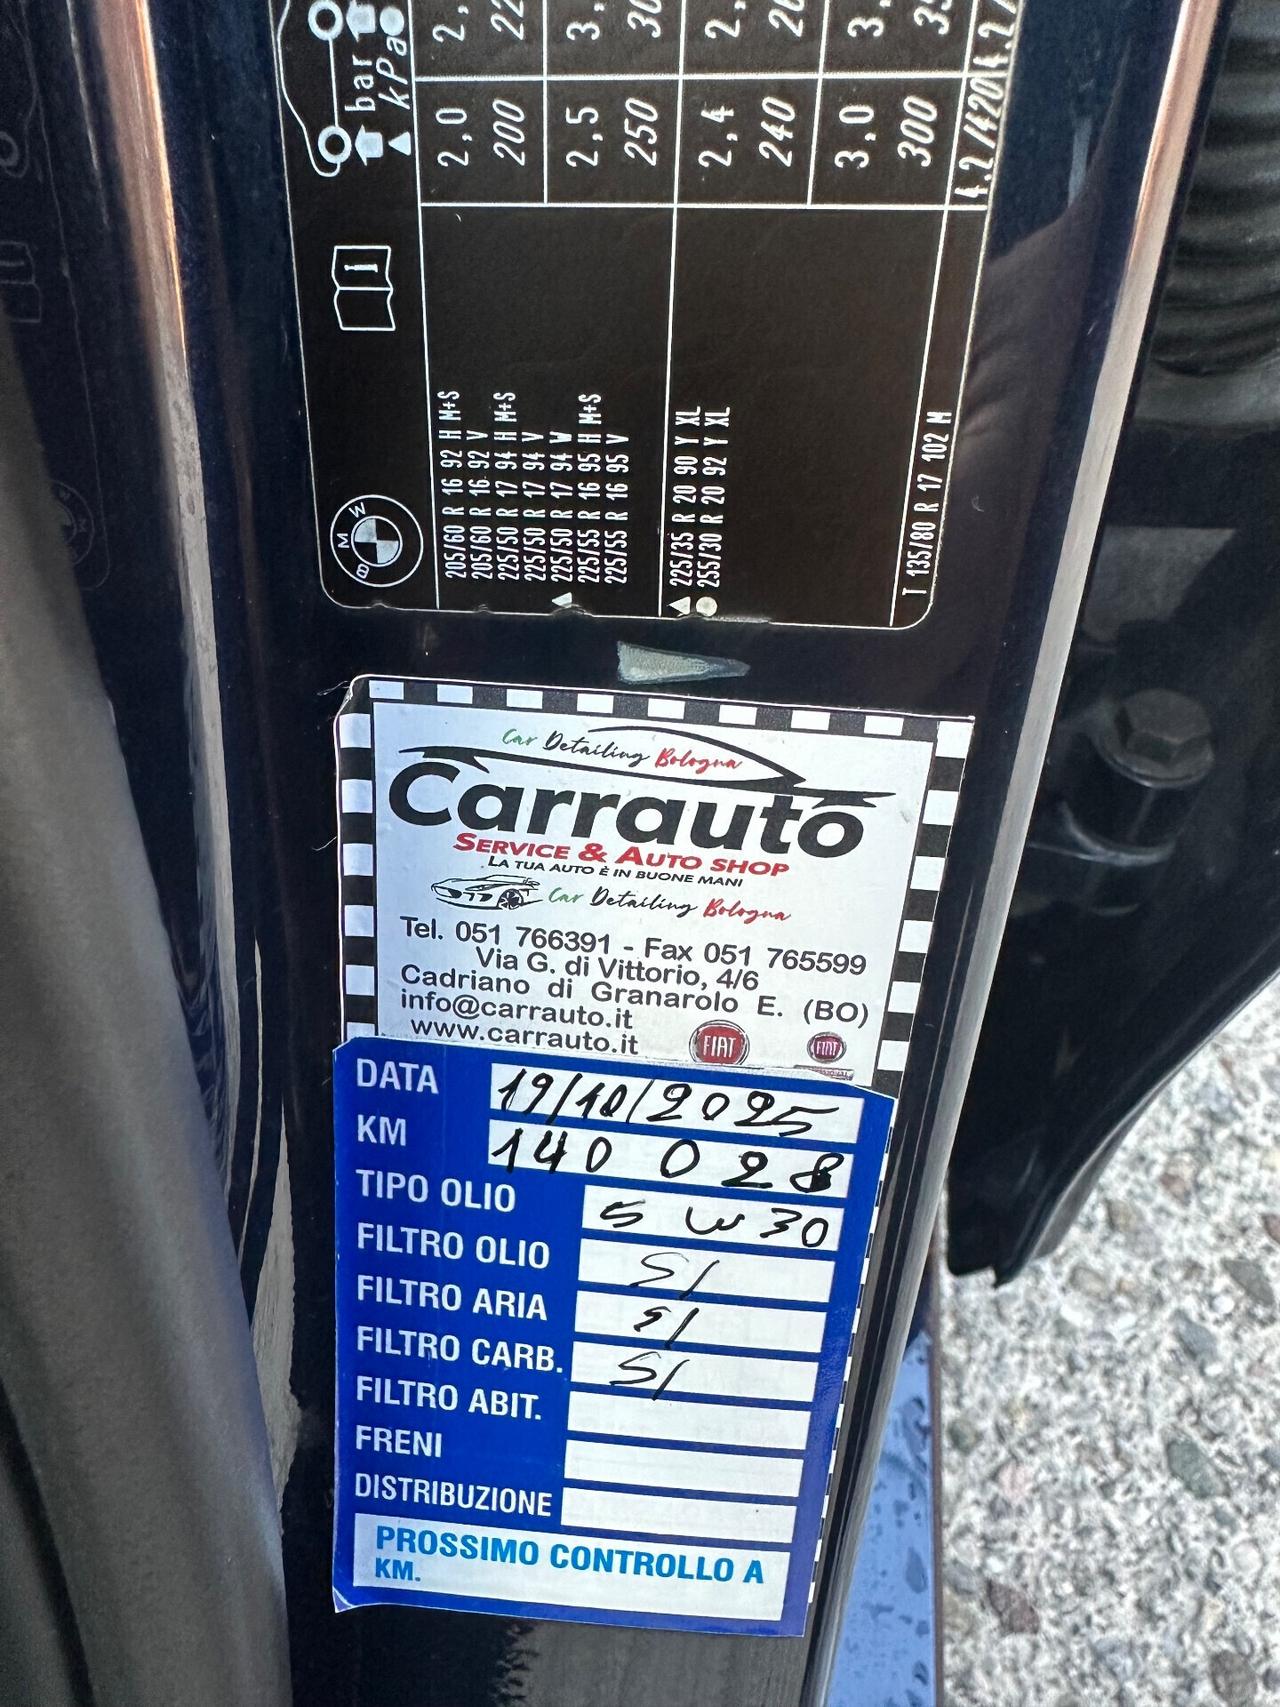 bar
kPa
2,0
200
2,5
250
2,4
240
3,0
300
4.2/420
BMW
205/60 R 16 92 H M+S
205/60 R 16 92 V
225/50 R 17 94 H M+S
225/50 R 17 94 V
225/50 R 17 94 W
225/55 R 16 95 H M+S
225/55 R 16 95 V
225/35 R 20 90 Y XL
255/30 R 20 92 Y XL
T 135/80 R 17 102 M
Car Detailing Bologna
Carrauto
SERVICE & AUTO SHOP
LA TUA AUTO È IN BUONE MANI
Car Detailing Bologna
Tel. 051 766391 - Fax 051 765599
Via G. di Vittorio, 4/6
Cadriano di Granarolo E. (BO)
info@carrauto.it
www.carrauto.it
FIAT FIAT
DATA 19/10/2025
KM 140 028
TIPO OLIO 5 W 30
FILTRO OLIO SI
FILTRO ARIA SI
FILTRO CARB. SI
FILTRO ABIT.
FRENI
DISTRIBUZIONE
PROSSIMO CONTROLLO A
KM.